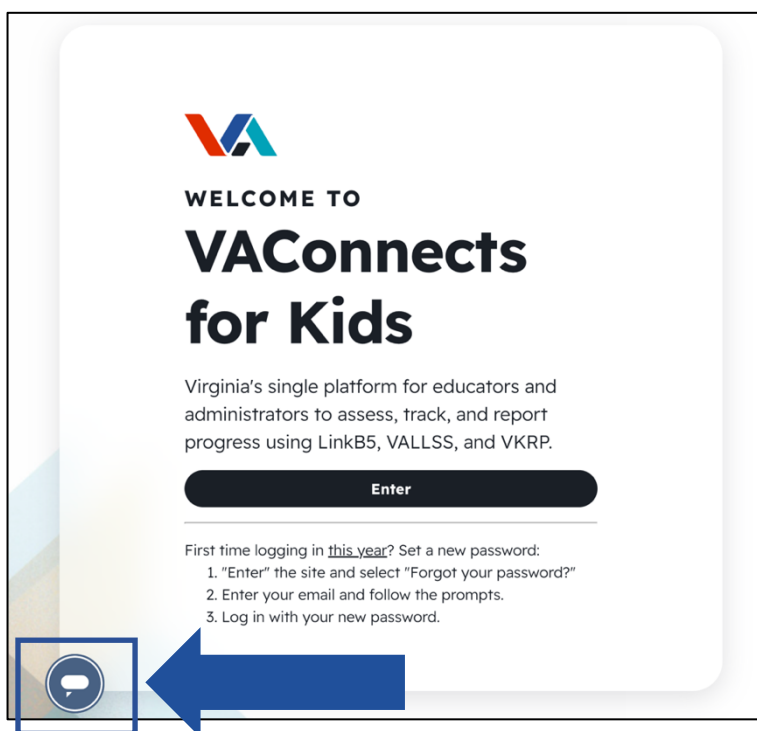 VA
WELCOME TO
VAConnects
for Kids
Virginia's single platform for educators and
administrators to assess, track, and report
progress using LinkB5, VALLSS, and VKRP.
Enter
First time logging in this year? Set a new password:
1. "Enter" the site and select "Forgot your password?"
2. Enter your email and follow the prompts.
3. Log in with your new password.